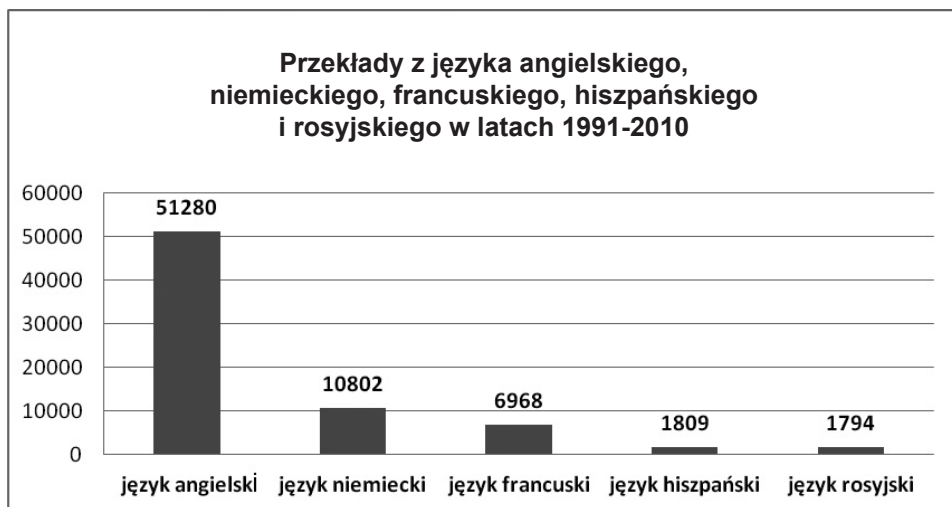 Przekłady z języka angielskiego,
niemieckiego, francuskiego, hiszpańskiego
i rosyjskiego w latach 1991-2010
60000
50000
40000
30000
20000
10000
0
51280
10802
6968
1809
1794
język angielski
język niemiecki
język francuski
język hiszpański
język rosyjski